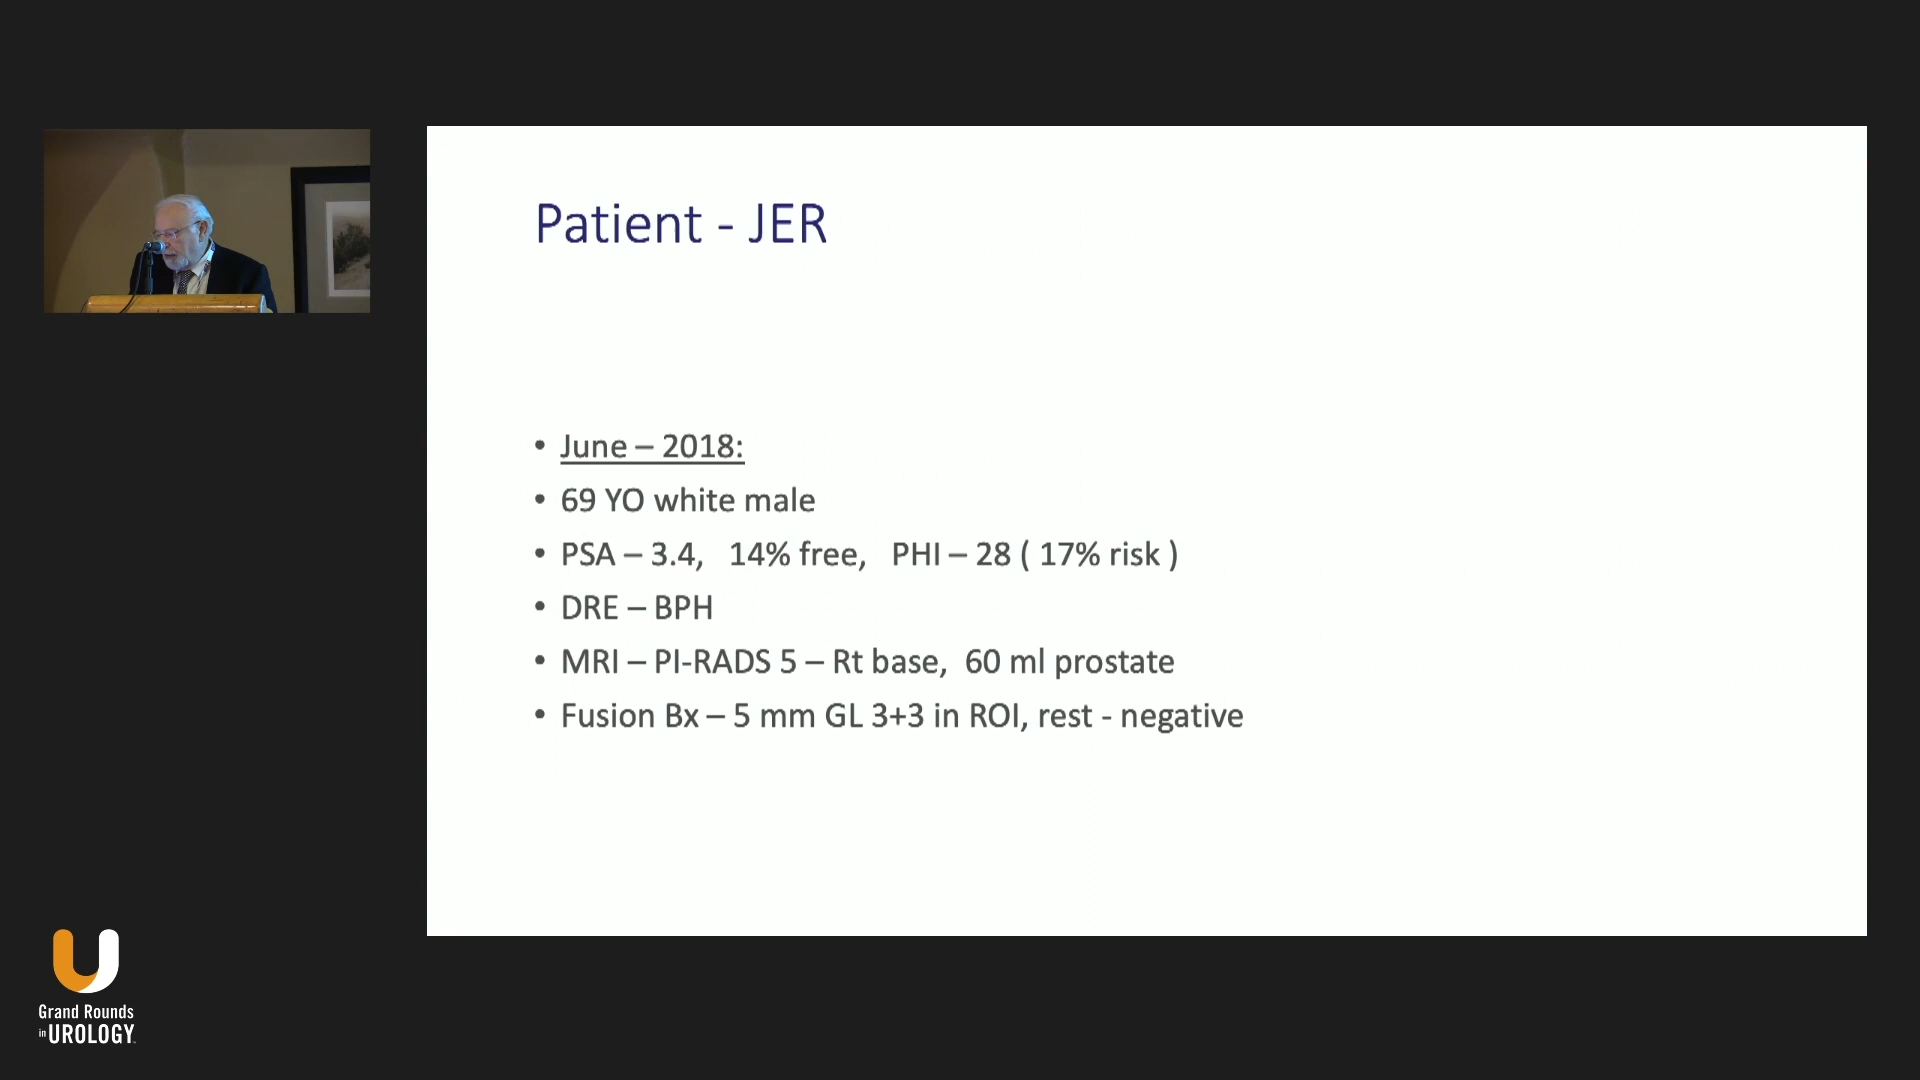 Patient - JER
• June – 2018:
• 69 YO white male
• PSA – 3.4, 14% free, PHI – 28 ( 17% risk )
• DRE – BPH
• MRI – PI-RADS 5 – Rt base, 60 ml prostate
• Fusion Bx – 5 mm GL 3+3 in ROI, rest - negative
Grand Rounds
in UROLOGY